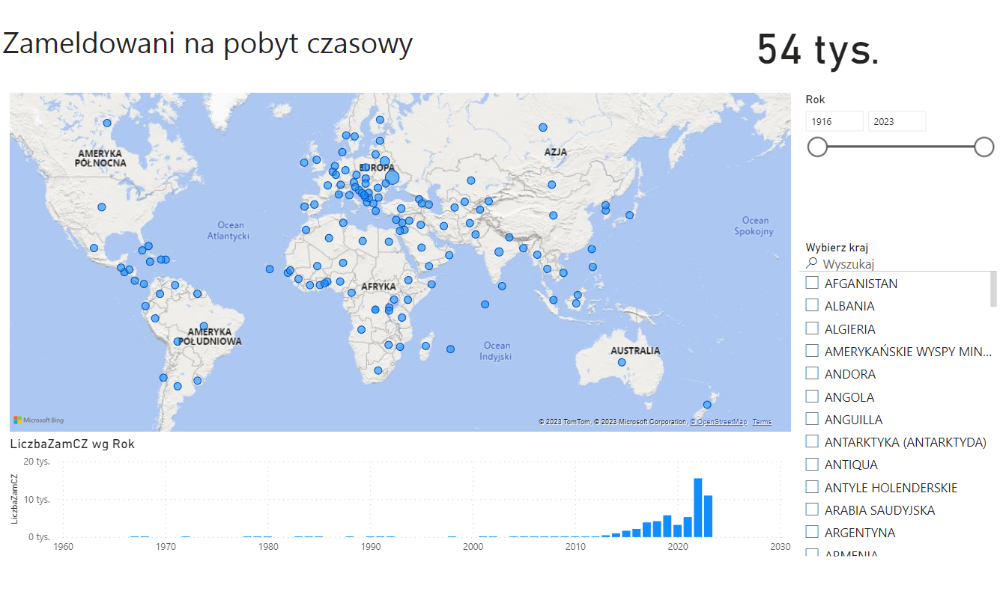 Zameldowani na pobyt czasowy
54 tys.
Rok
1916
2023
AMERYKA
PÓŁNOCNA
EUROPA
AZJA
Ocean
Atlantycki
Ocean
Spokojny
AFRYKA
AMERYKA
POŁUDNIOWA
Ocean
Indyjski
AUSTRALIA
Microsoft Bing
© 2023 TomTom, © 2023 Microsoft Corporation, © OpenStreetMap Terms
Wybierz kraj
Wyszukaj
AFGANISTAN
ALBANIA
ALGIERIA
AMERYKAŃSKIE WYSPY MIN...
ANDORA
ANGOLA
ANGUILLA
ANTARKTYKA (ANTARKTYDA)
ANTIQUA
ANTYLE HOLENDERSKIE
ARABIA SAUDYJSKA
ARGENTYNA
ARMENIA
LiczbaZamCZ wg Rok
LiczbaZamCZ
20 tys.
10 tys.
0 tys.
1960
1970
1980
1990
2000
2010
2020
2030